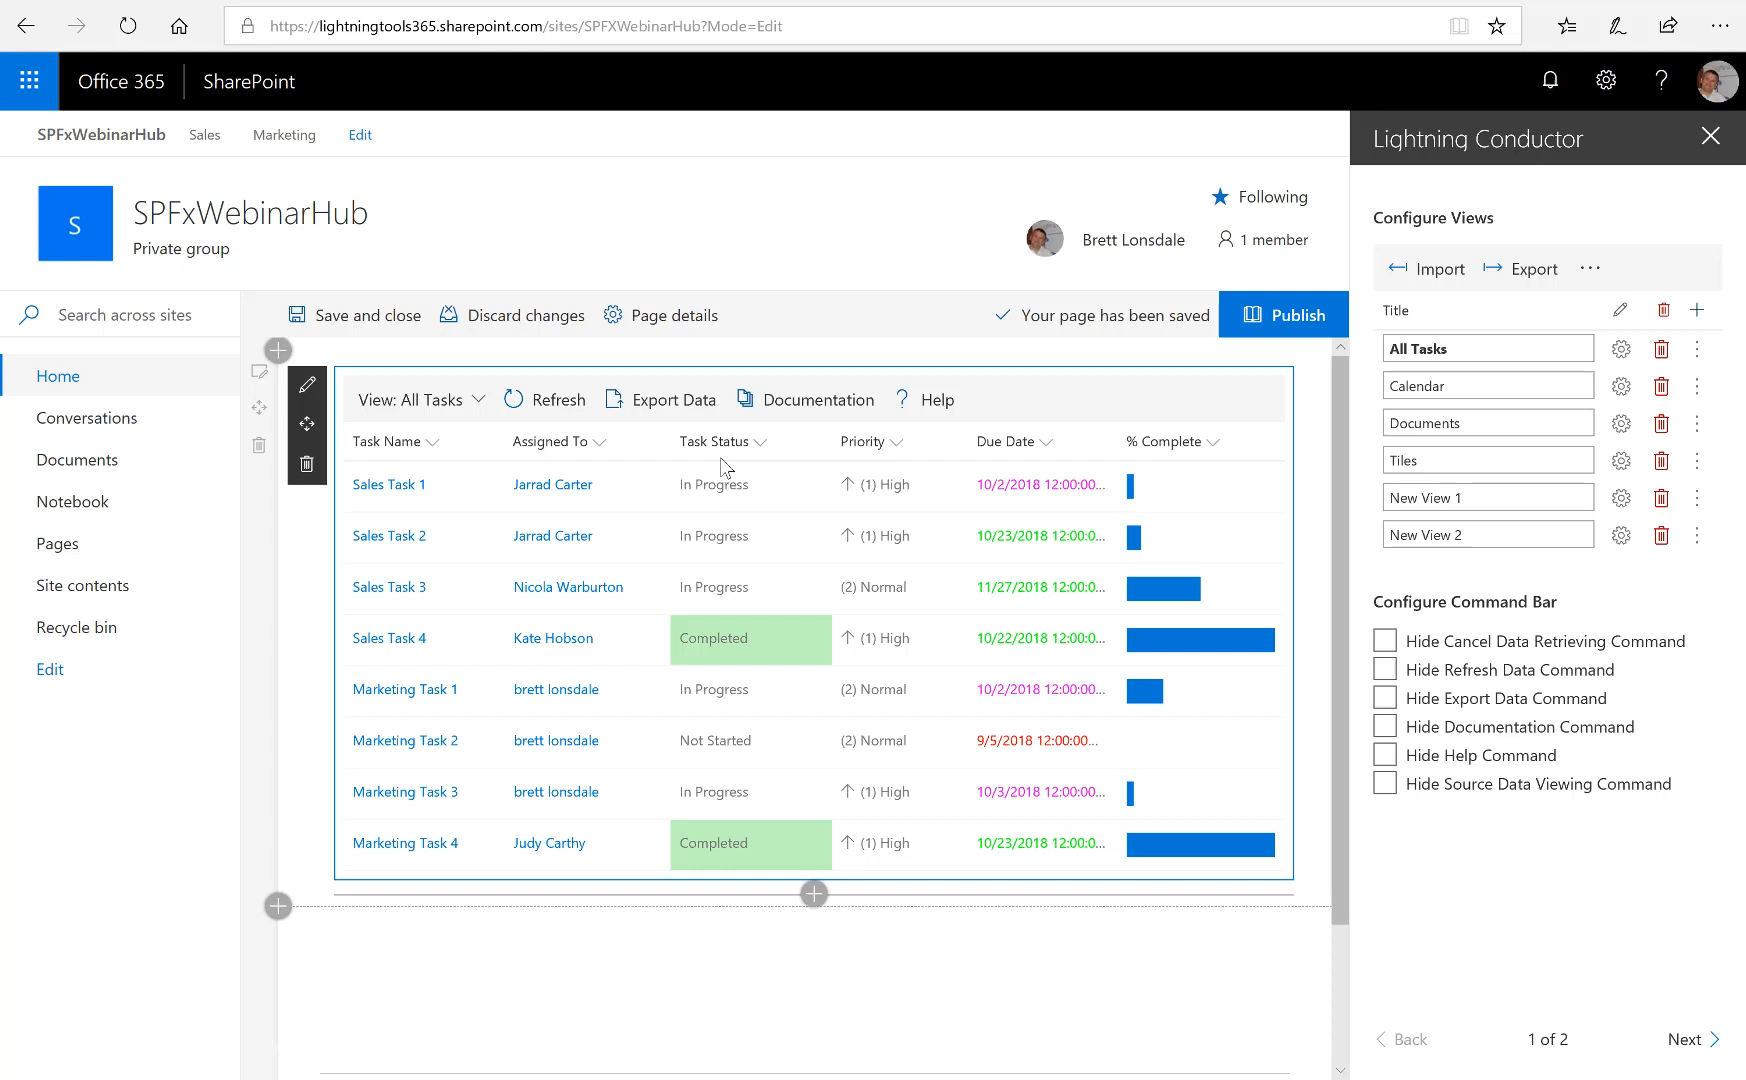 https://lightningtools365.sharepoint.com/sites/SPFXWebinarHub?Mode=Edit
Office 365 SharePoint
SPFxWebinarHub Sales Marketing Edit
Lightning Conductor
S
SPFxWebinarHub
Private group
Following
Brett Lonsdale 1 member
Search across sites
Home
Conversations
Documents
Notebook
Pages
Site contents
Recycle bin
Edit
Save and close Discard changes Page details Your page has been saved Publish
View: All Tasks Refresh Export Data Documentation ? Help
Task Name Assigned To Task Status Priority Due Date % Complete
Sales Task 1 Jarrad Carter In Progress (1) High 10/2/2018 12:00:00...
Sales Task 2 Jarrad Carter In Progress (1) High 10/23/2018 12:00:0...
Sales Task 3 Nicola Warburton In Progress (2) Normal 11/27/2018 12:00:0...
Sales Task 4 Kate Hobson Completed (1) High 10/22/2018 12:00:0...
Marketing Task 1 brett lonsdale In Progress (2) Normal 10/2/2018 12:00:00...
Marketing Task 2 brett lonsdale Not Started (2) Normal 9/5/2018 12:00:00...
Marketing Task 3 brett lonsdale In Progress (1) High 10/3/2018 12:00:00...
Marketing Task 4 Judy Carthy Completed (1) High 10/23/2018 12:00:0...
Configure Views
Import Export ...
Title
All Tasks
Calendar
Documents
Tiles
New View 1
New View 2
Configure Command Bar
Hide Cancel Data Retrieving Command
Hide Refresh Data Command
Hide Export Data Command
Hide Documentation Command
Hide Help Command
Hide Source Data Viewing Command
Back 1 of 2 Next